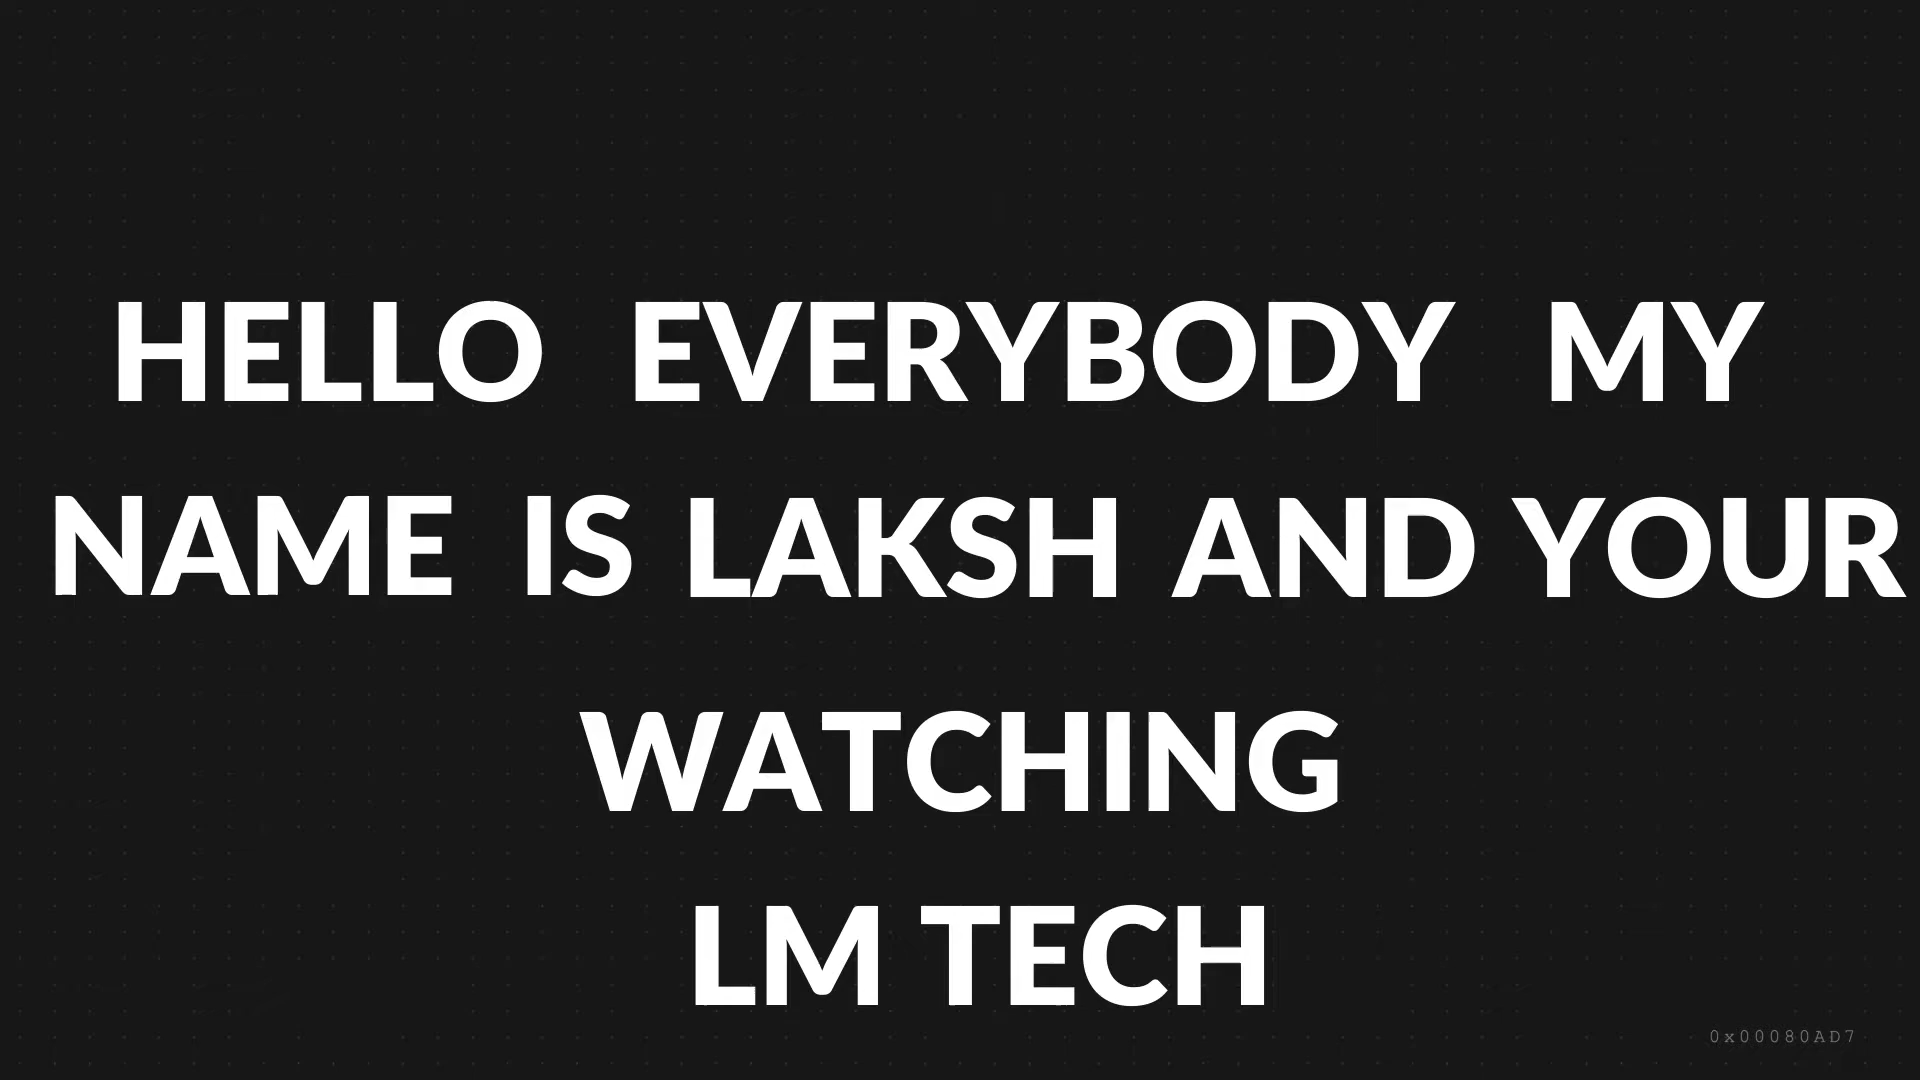 HELLO EVERYBODY MY
NAME IS LAKSH AND YOUR
WATCHING
LM TECH
0x00080AD7